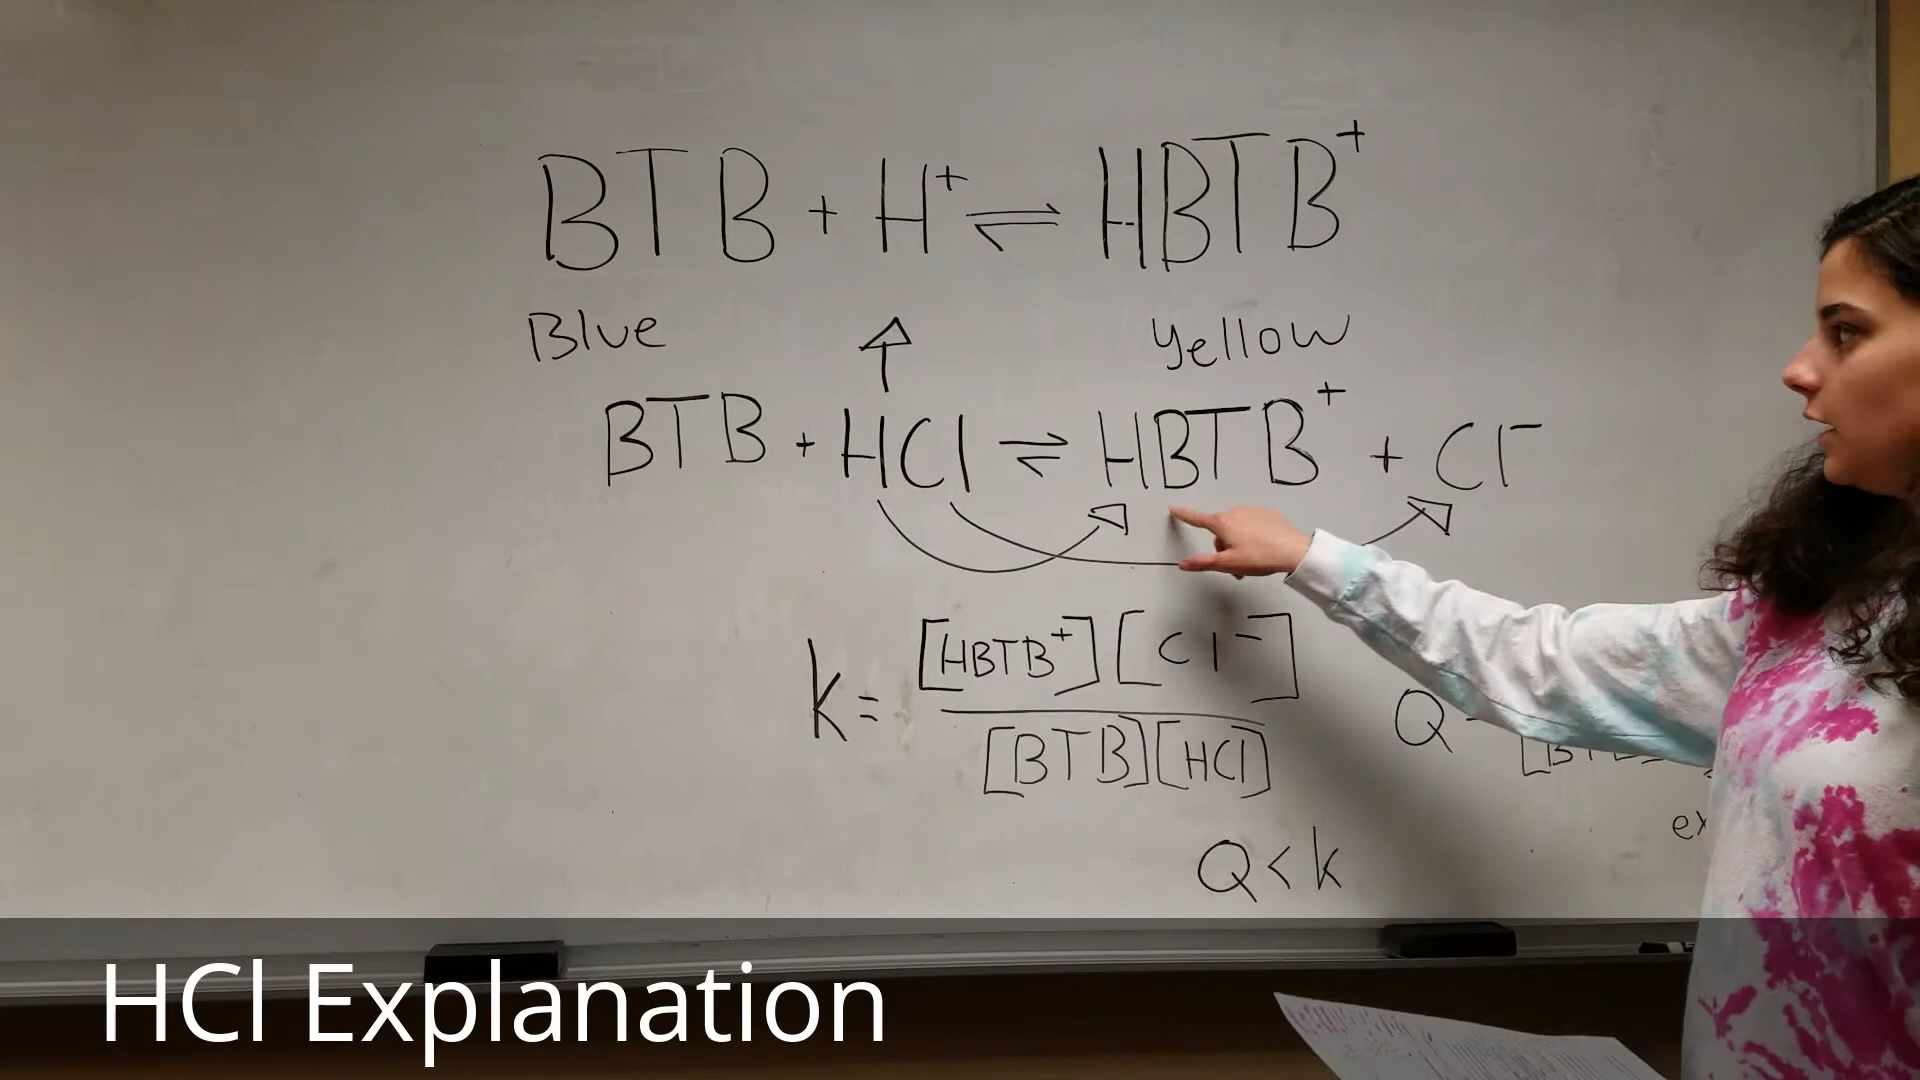 BTB + H⁺ ⇌ HBTB⁺
Blue
Yellow
BTB + HCl ⇌ HBTB⁺ + Cl⁻
k = [HBTB⁺][Cl⁻]
[BTB][HCl]
Q
Q < k
HCl Explanation